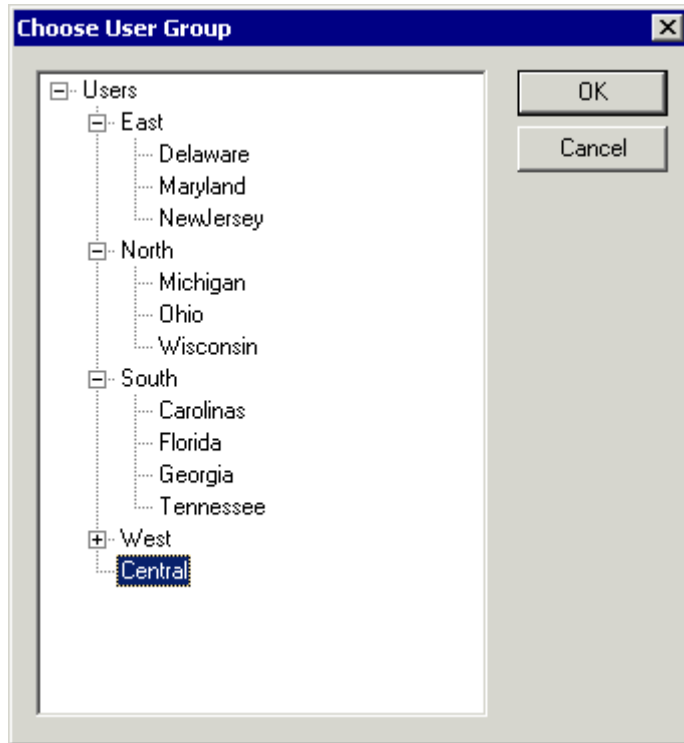 Choose User Group
Users
East
Delaware
Maryland
NewJersey
North
Michigan
Ohio
Wisconsin
South
Carolinas
Florida
Georgia
Tennessee
West
Central
OK
Cancel